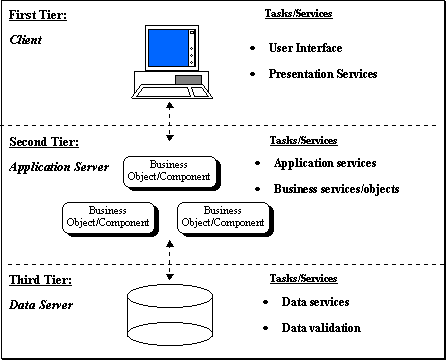 First Tier:
Client
Tasks/Services
• User Interface
• Presentation Services
Second Tier:
Application Server
Business
Object/Component
Business
Object/Component
Business
Object/Component
Tasks/Services
• Application services
• Business services/objects
Third Tier:
Data Server
Tasks/Services
• Data services
• Data validation